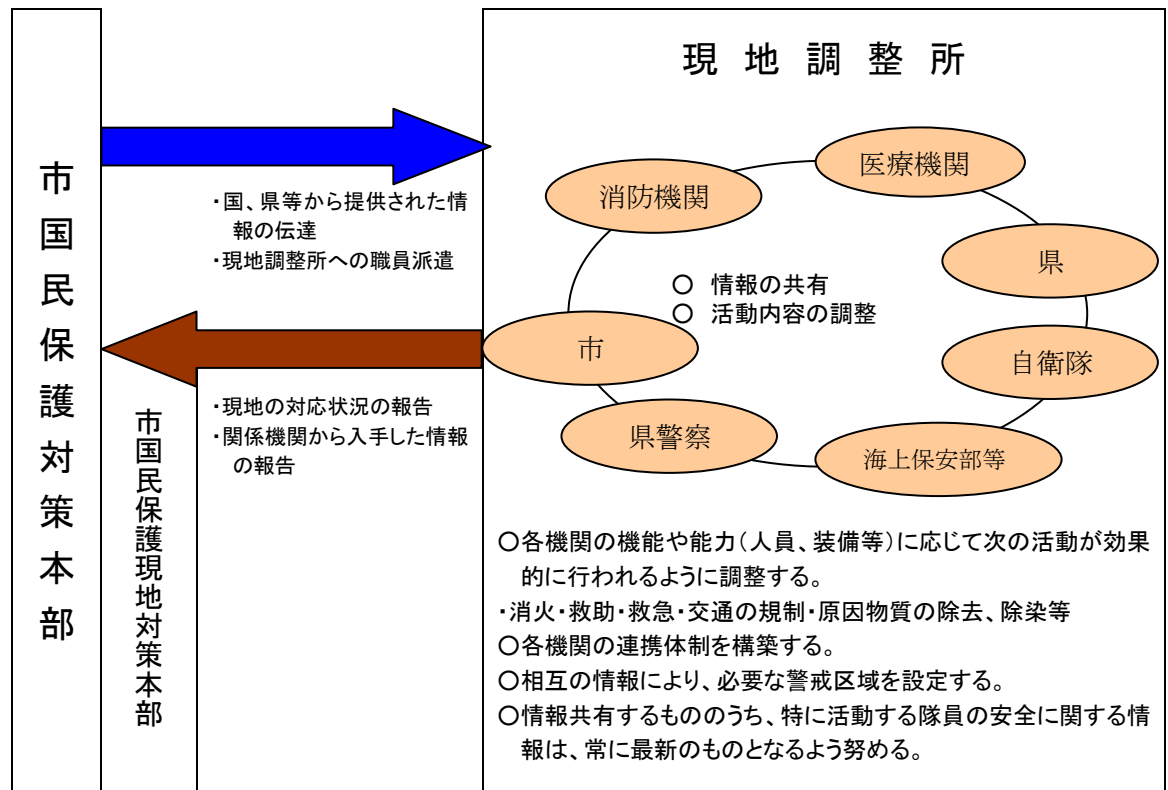 市国民保護対策本部
・国、県等から提供された情
報の伝達
・現地調整所への職員派遣
・現地の対応状況の報告
・関係機関から入手した情報
の報告
市国民保護現地対策本部
現地調整所
医療機関
消防機関
県
○ 情報の共有
○ 活動内容の調整
市
自衛隊
県警察
海上保安部等
○各機関の機能や能力(人員、装備等)に応じて次の活動が効果
的に行われるように調整する。
・消火・救助・救急・交通の規制・原因物質の除去、除染等
○各機関の連携体制を構築する。
○相互の情報により、必要な警戒区域を設定する。
○情報共有するもののうち、特に活動する隊員の安全に関する情
報は、常に最新のものとなるよう努める。